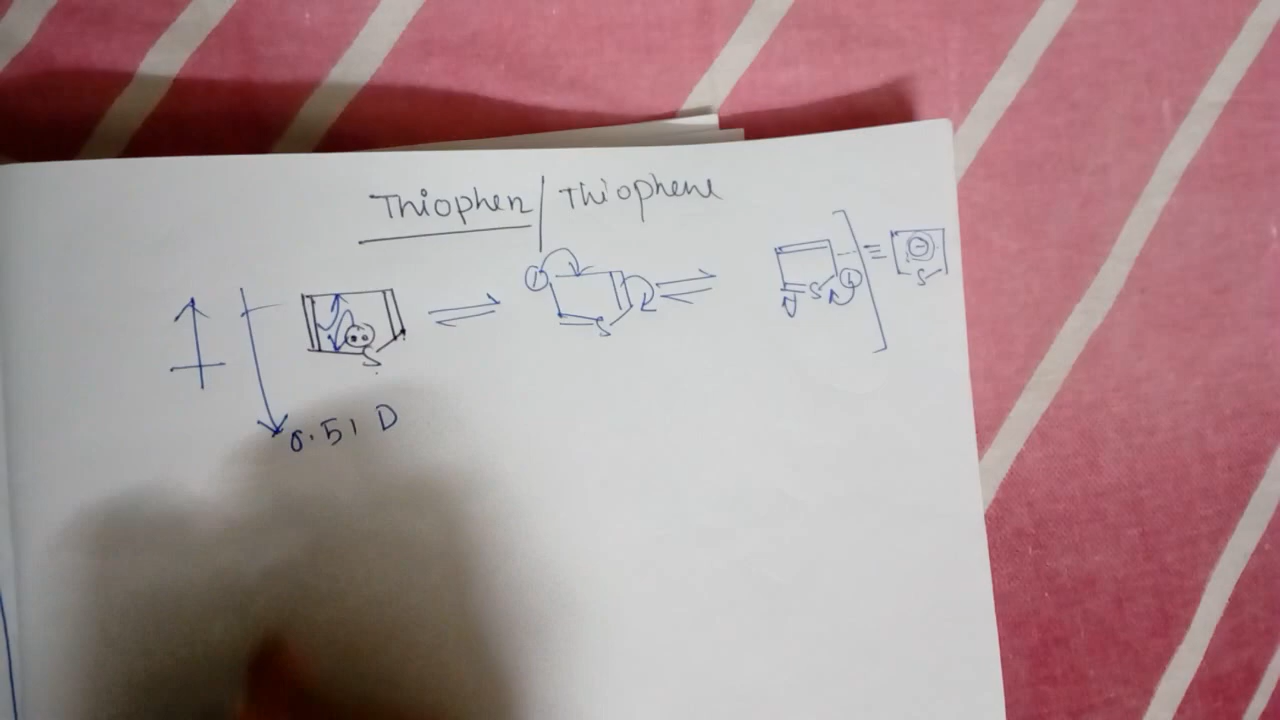 Thiophen/Thiophene
S ⇌ S ⇌ S ] ≡ S
0.51 D